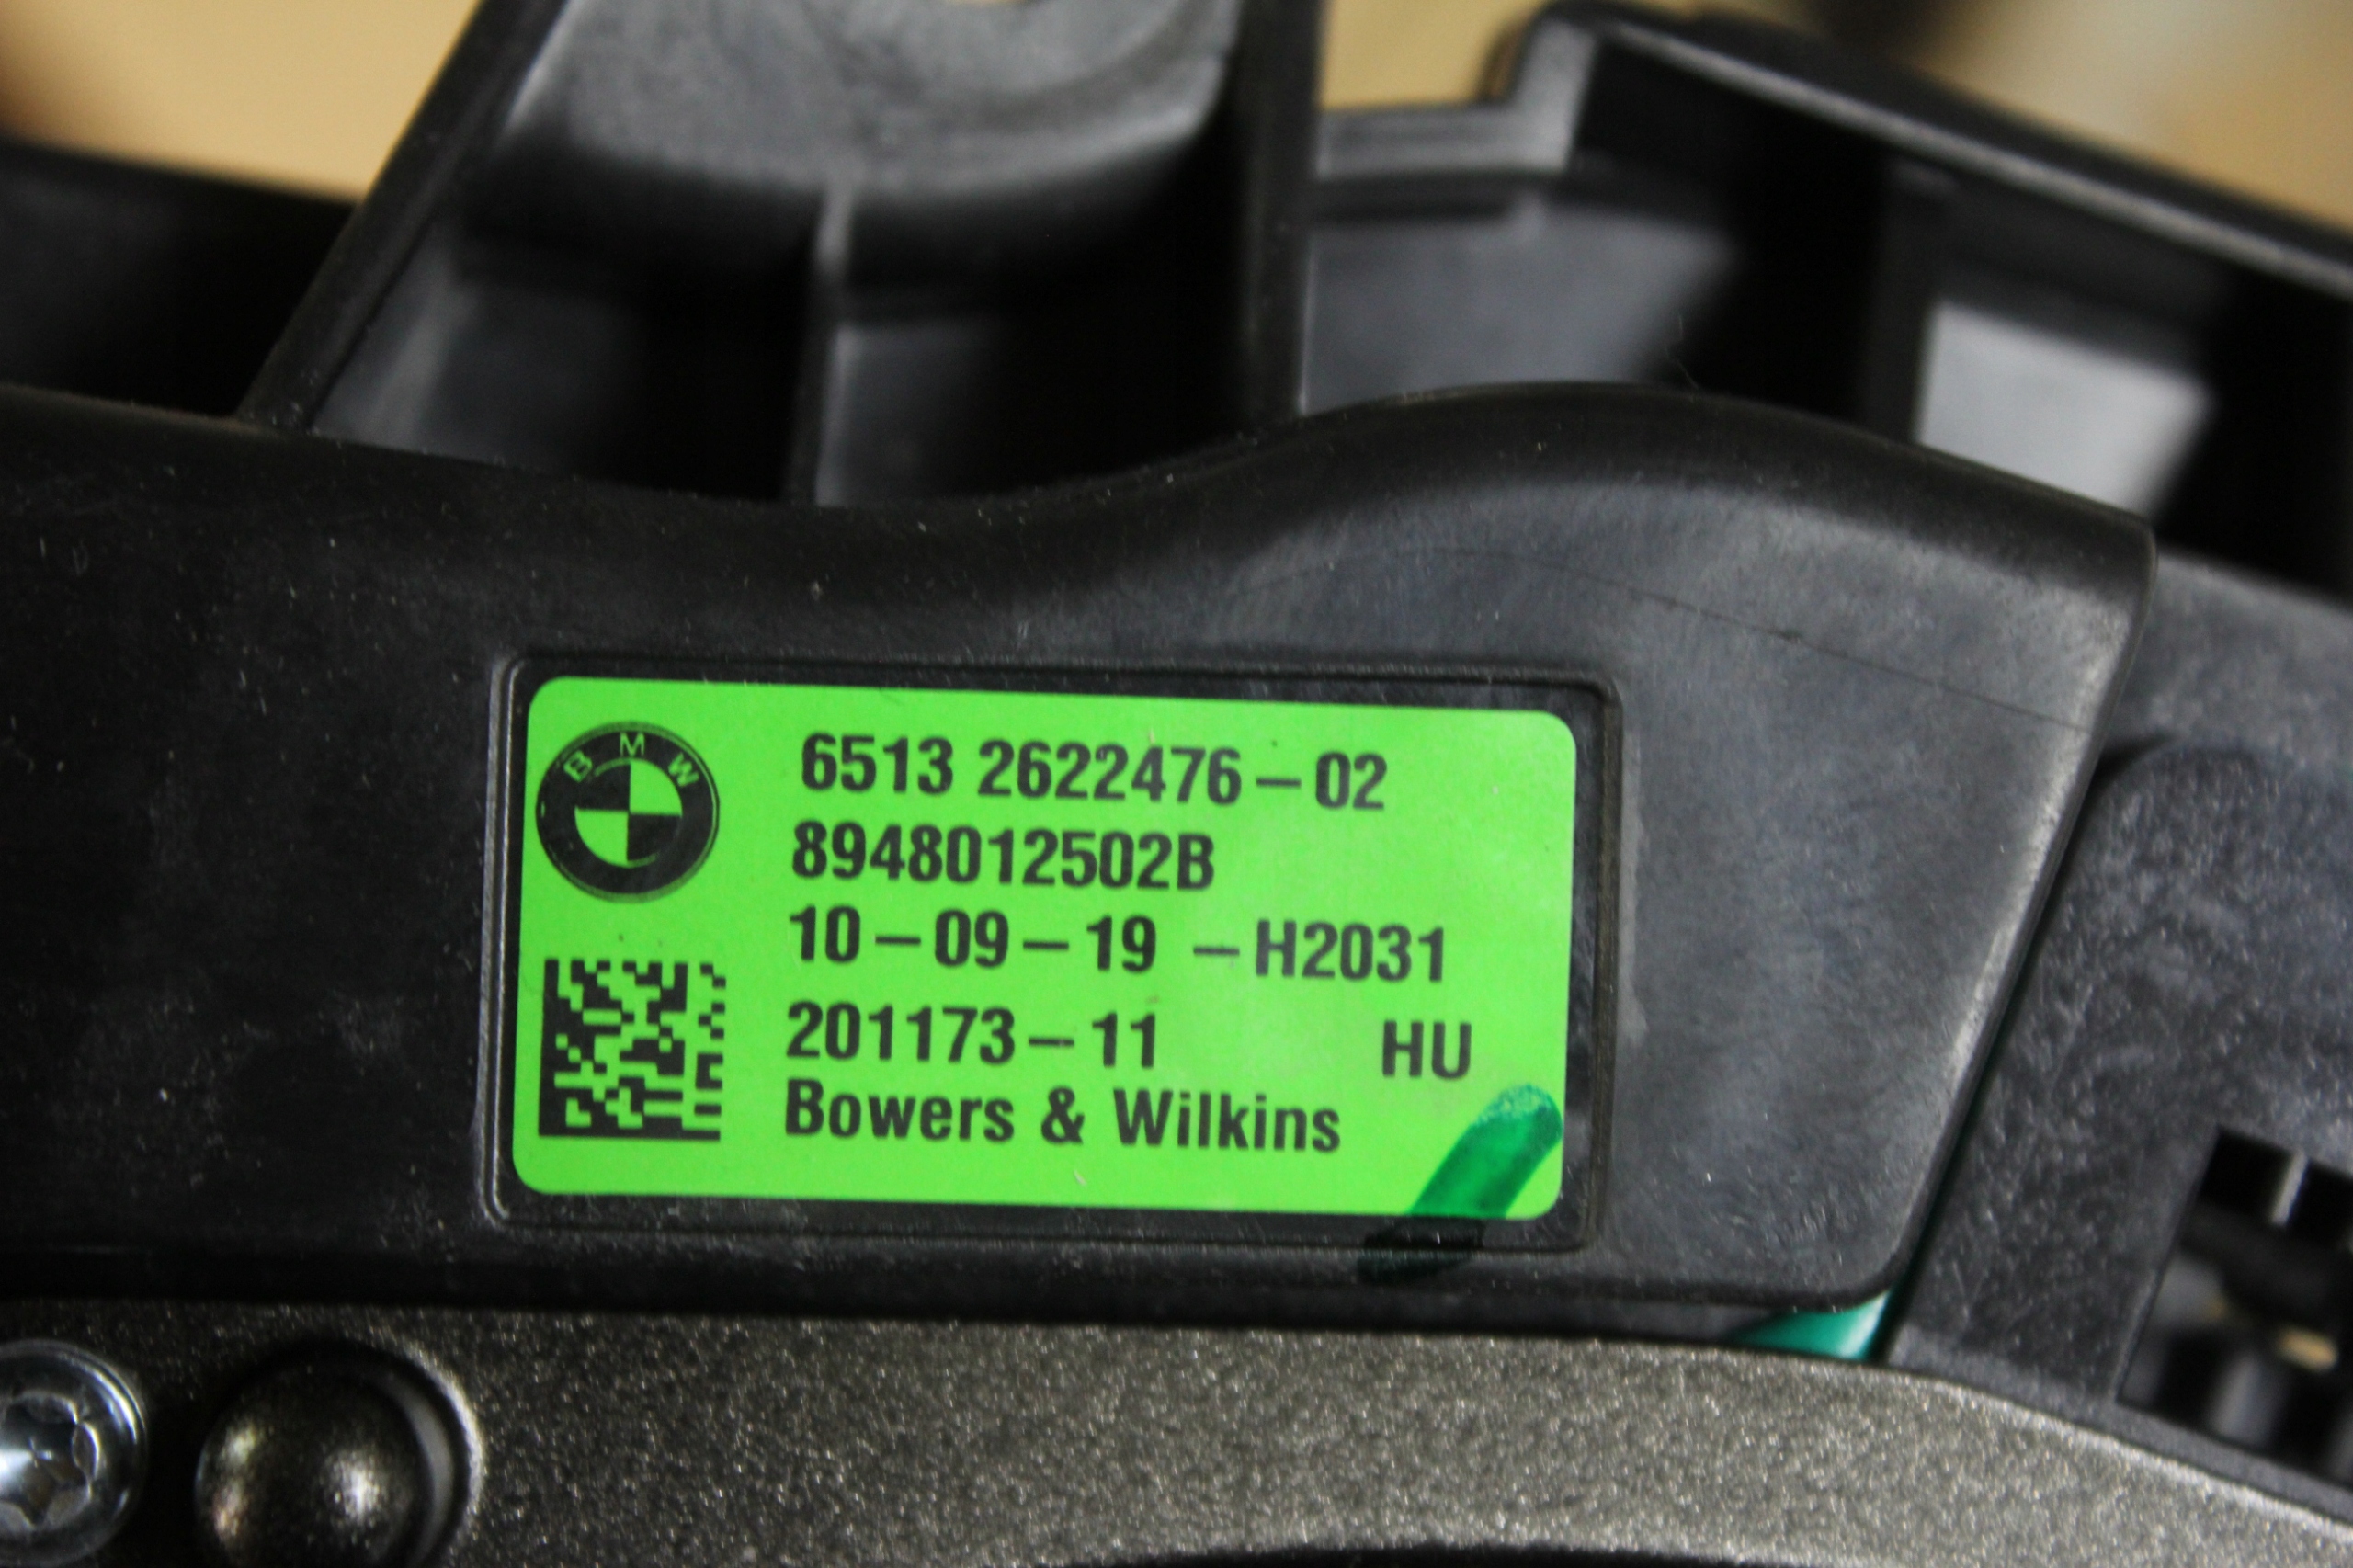 BMW
6513 2622476-02
8948012502B
10-09-19 -H2031
201173-11 HU
Bowers & Wilkins